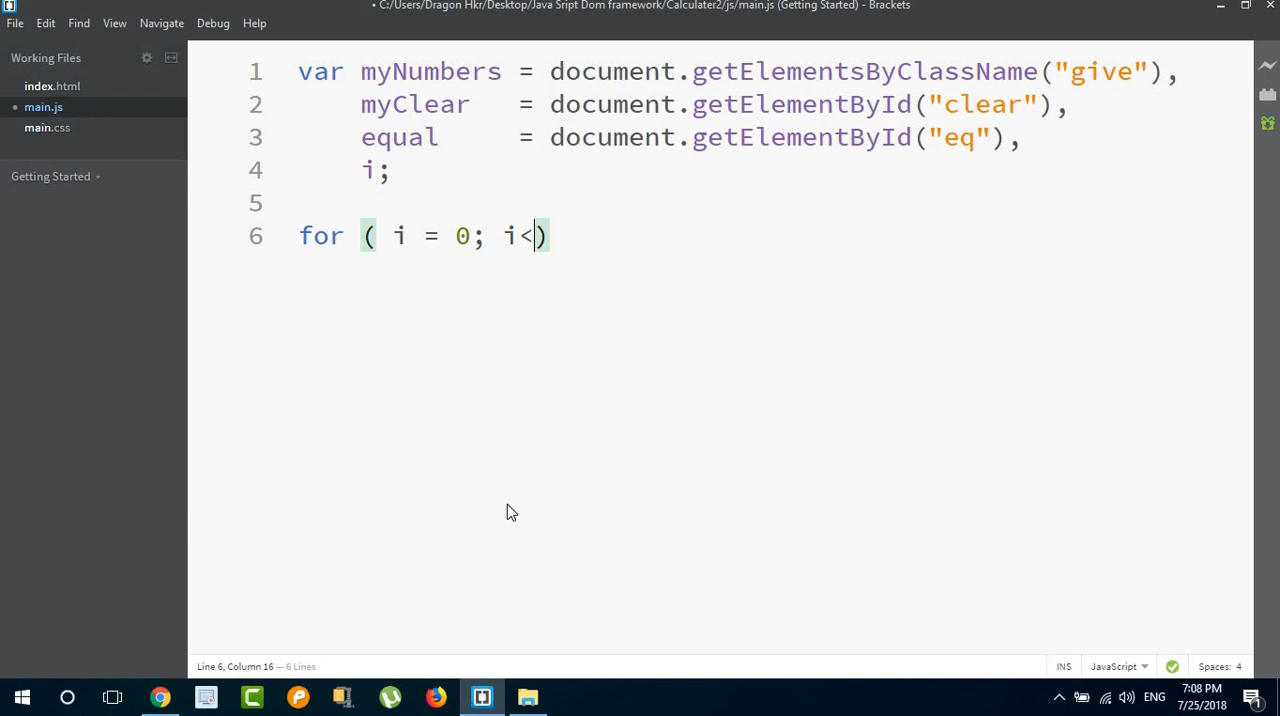 • C:/Users/Dragon Hkr/Desktop/Java Sript Dom framework/Calculater2/js/main.js (Getting Started) - Brackets
File Edit Find View Navigate Debug Help
Working Files
index.html
• main.js
main.css
Getting Started
1 var myNumbers = document.getElementsByClassName("give"),
2 myClear = document.getElementById("clear"),
3 equal = document.getElementById("eq"),
4 i;
5
6 for ( i = 0; i<)
Line 6, Column 16 — 6 Lines
INS JavaScript Spaces: 4
ENG
7:08 PM
7/25/2018
1